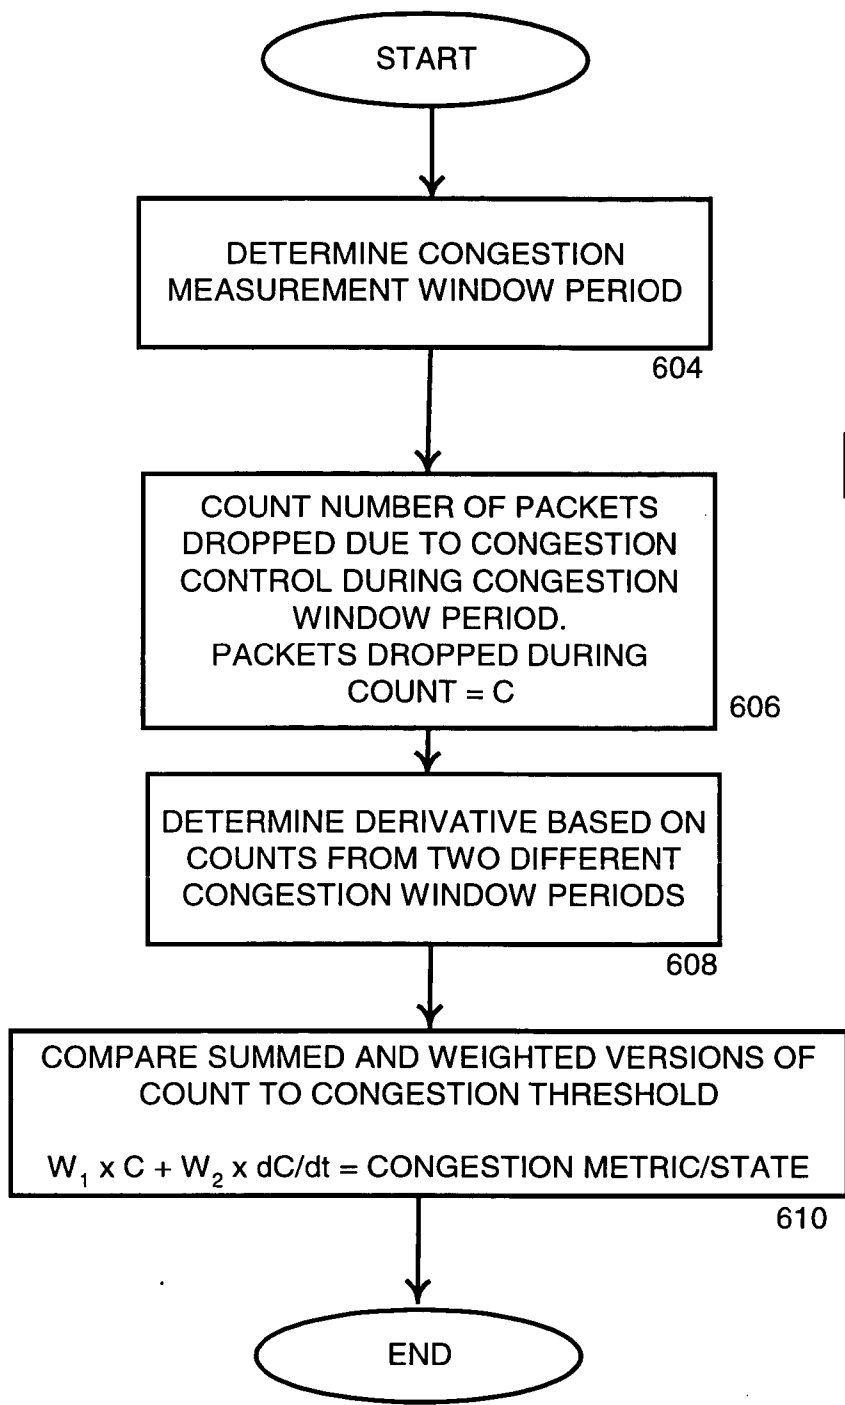 START
DETERMINE CONGESTION
MEASUREMENT WINDOW PERIOD
604
COUNT NUMBER OF PACKETS
DROPPED DUE TO CONGESTION
CONTROL DURING CONGESTION
WINDOW PERIOD.
PACKETS DROPPED DURING
COUNT = C
606
DETERMINE DERIVATIVE BASED ON
COUNTS FROM TWO DIFFERENT
CONGESTION WINDOW PERIODS
608
COMPARE SUMMED AND WEIGHTED VERSIONS OF
COUNT TO CONGESTION THRESHOLD
W₁ x C + W₂ x dC/dt = CONGESTION METRIC/STATE
610
END